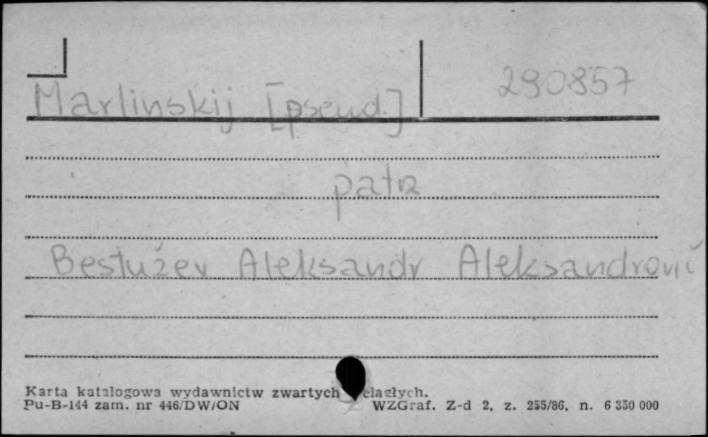 290857
Marlinskij [pseud.]
patrz
Bestužev Aleksandr Aleksandrovič
Karta katalogowa wydawnictw zwartych ciągłych.
Pu-B-144 zam. nr 446/DW/ON WZGraf. Z-d 2, z. 255/86, n. 6 350 000